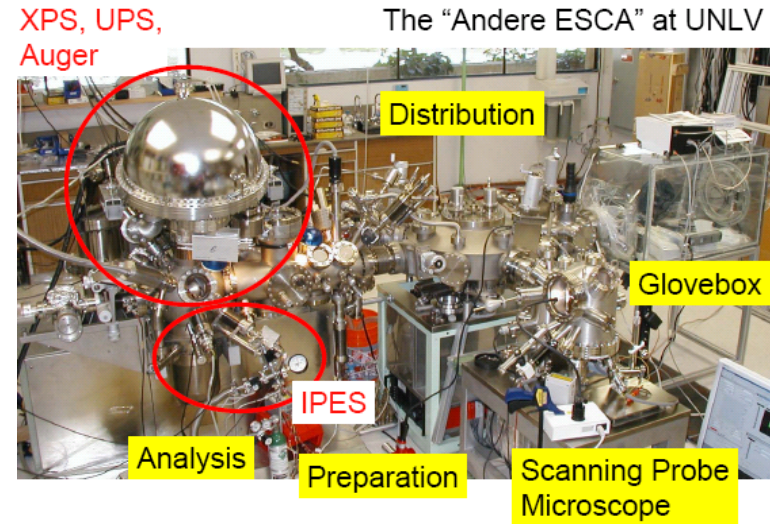 XPS, UPS,
Auger
The “Andere ESCA” at UNLV
Distribution
Glovebox
IPES
Analysis
Preparation
Scanning Probe
Microscope